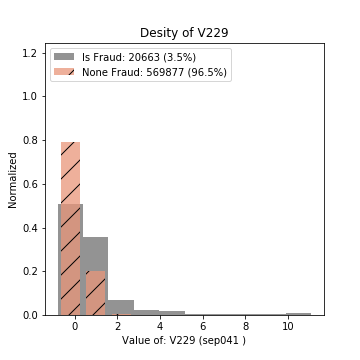 Desity of V229
Is Fraud: 20663 (3.5%)
None Fraud: 569877 (96.5%)
Normalized
1.2
1.0
0.8
0.6
0.4
0.2
0.0
0 2 4 6 8 10
Value of: V229 (sep041 )